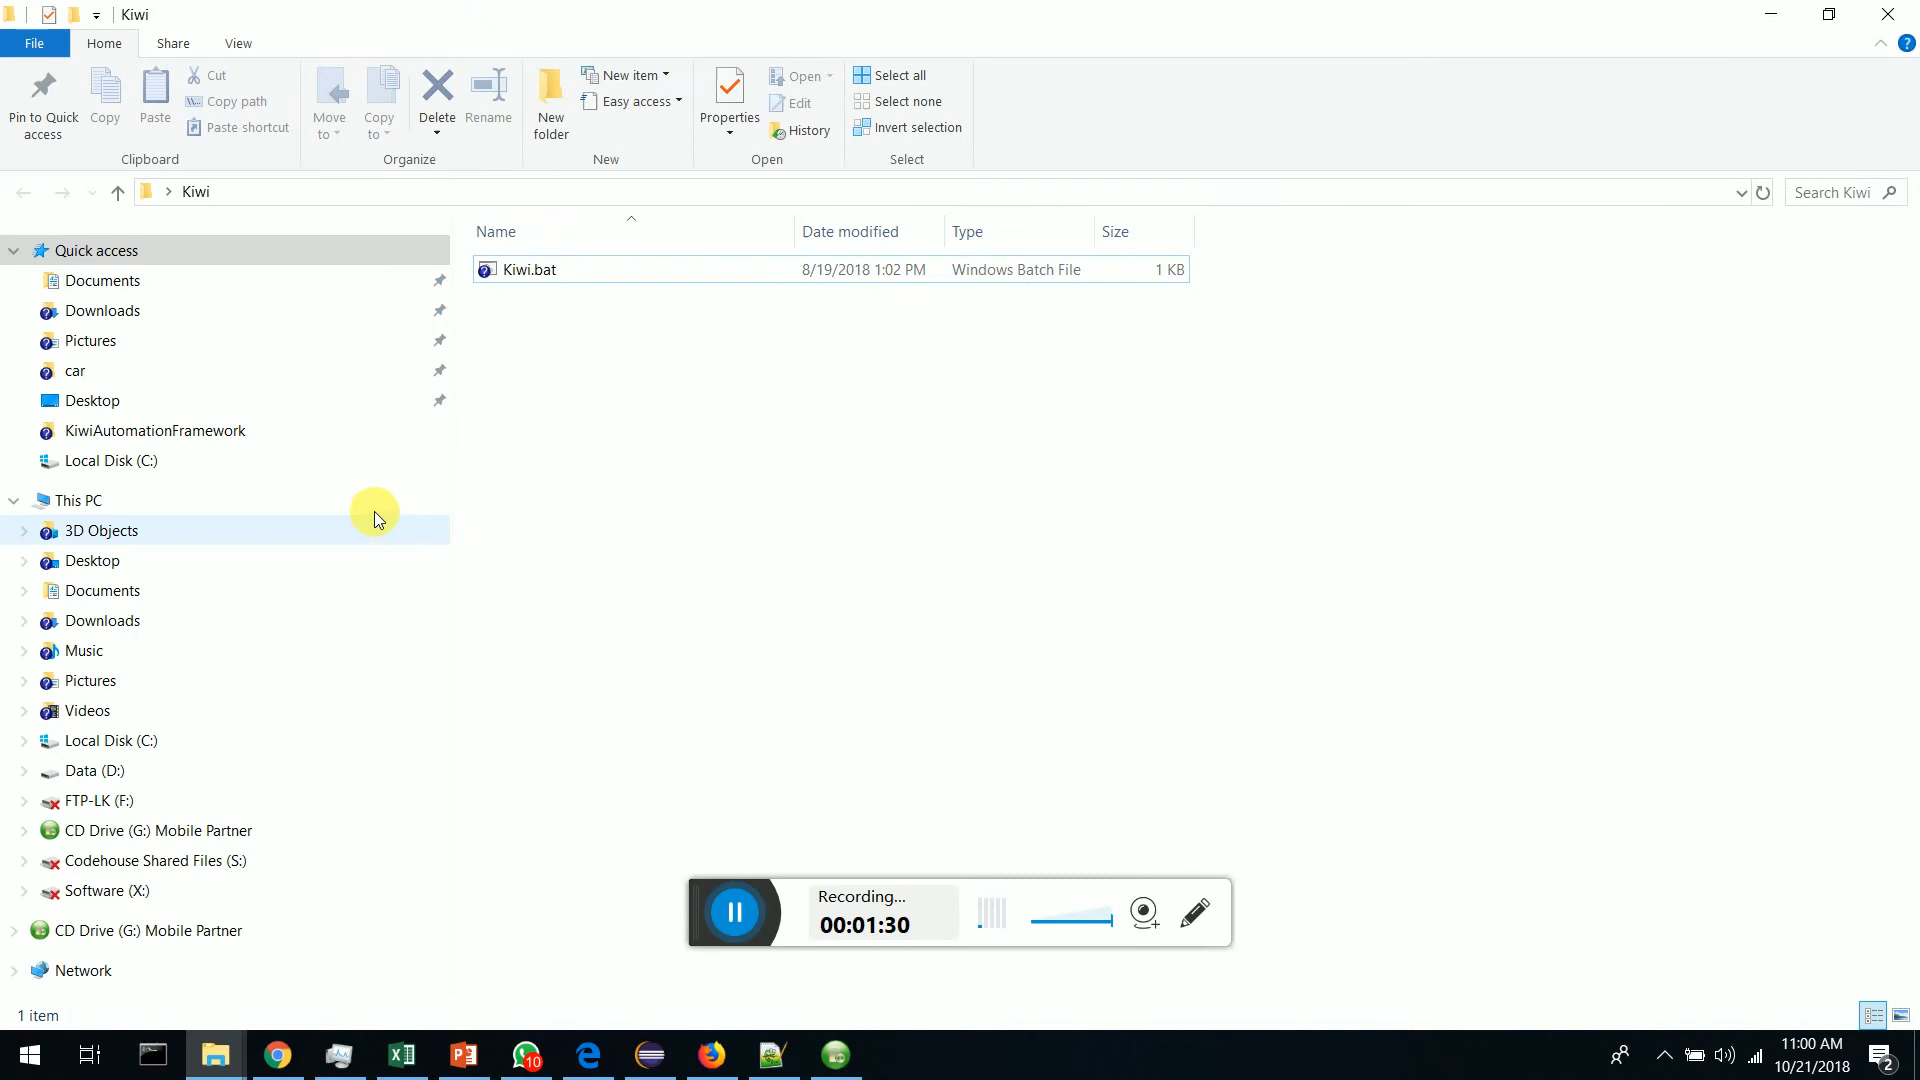 Kiwi
File Home Share View
Pin to Quick access
Copy
Paste
Cut
Copy path
Paste shortcut
Clipboard
Move to
Copy to
Delete
Rename
Organize
New folder
New item
Easy access
New
Properties
Open
Edit
History
Open
Select all
Select none
Invert selection
Select
Kiwi
Search Kiwi
Name Date modified Type Size
Kiwi.bat 8/19/2018 1:02 PM Windows Batch File 1 KB
Quick access
Documents
Downloads
Pictures
car
Desktop
KiwiAutomationFramework
Local Disk (C:)
This PC
3D Objects
Desktop
Documents
Downloads
Music
Pictures
Videos
Local Disk (C:)
Data (D:)
FTP-LK (F:)
CD Drive (G:) Mobile Partner
Codehouse Shared Files (S:)
Software (X:)
CD Drive (G:) Mobile Partner
Network
Recording...
00:01:30
1 item
10
11:00 AM
10/21/2018
2